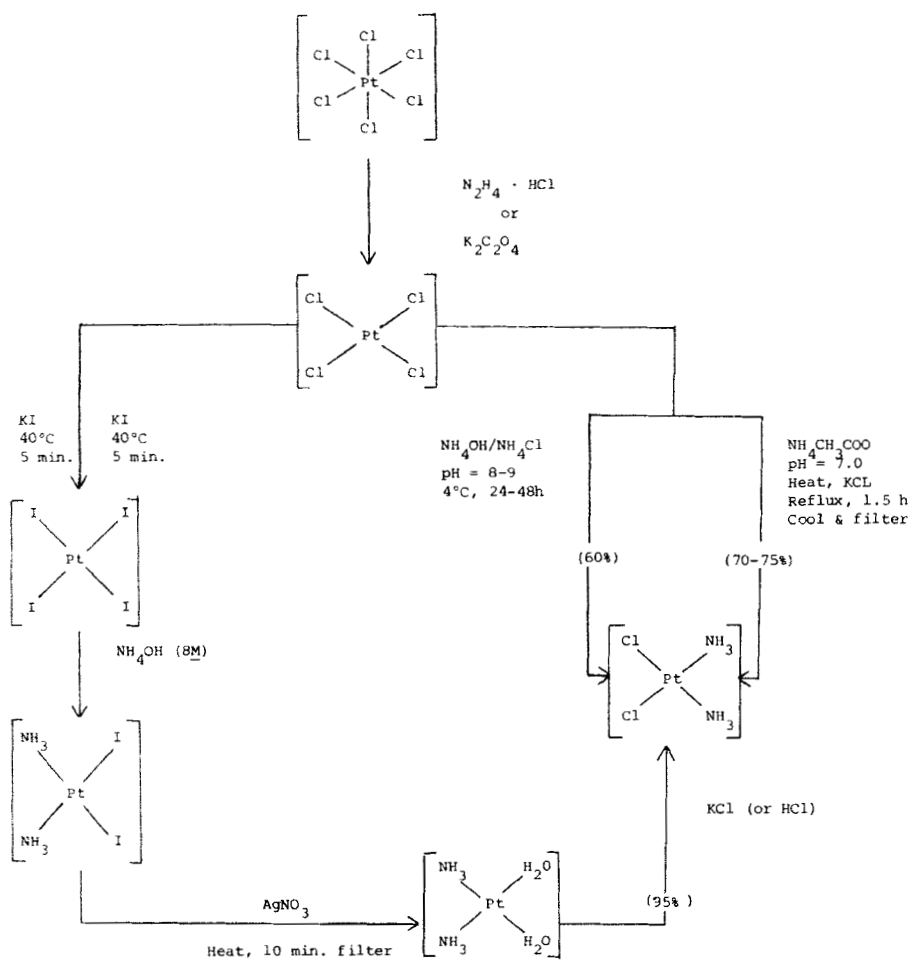 Cl
Cl Cl
Pt
Cl Cl
Cl
N2H4 · HCl
or
K2C2O4
Cl Cl
Pt
Cl Cl
KI
40°C
5 min.
KI
40°C
5 min.
NH4OH/NH4Cl
pH = 8-9
4°C, 24-48h
NH4CH3COO
pH = 7.0
Heat, KCL
Reflux, 1.5 h
Cool & filter
(60%)
(70-75%)
I I
Pt
I I
NH4OH (8M)
Cl NH3
Pt
Cl NH3
NH3 I
Pt
NH3 I
KCl (or HCl)
(95%)
AgNO3
Heat, 10 min. filter
NH3 H2O
Pt
NH3 H2O